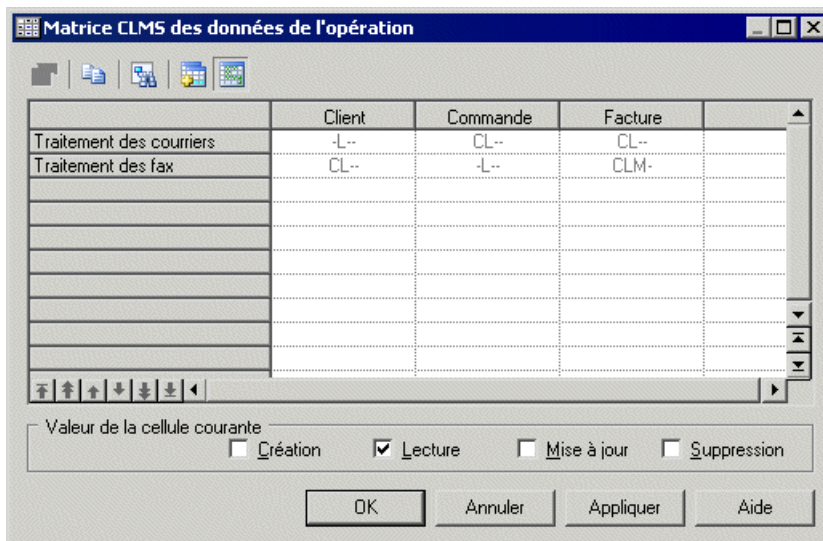 Matrice CLMS des données de l'opération
Client Commande Facture
Traitement des courriers -L-- CL-- CL--
Traitement des fax CL-- -L-- CLM-
Valeur de la cellule courante
Création Lecture Mise à jour Suppression
OK Annuler Appliquer Aide